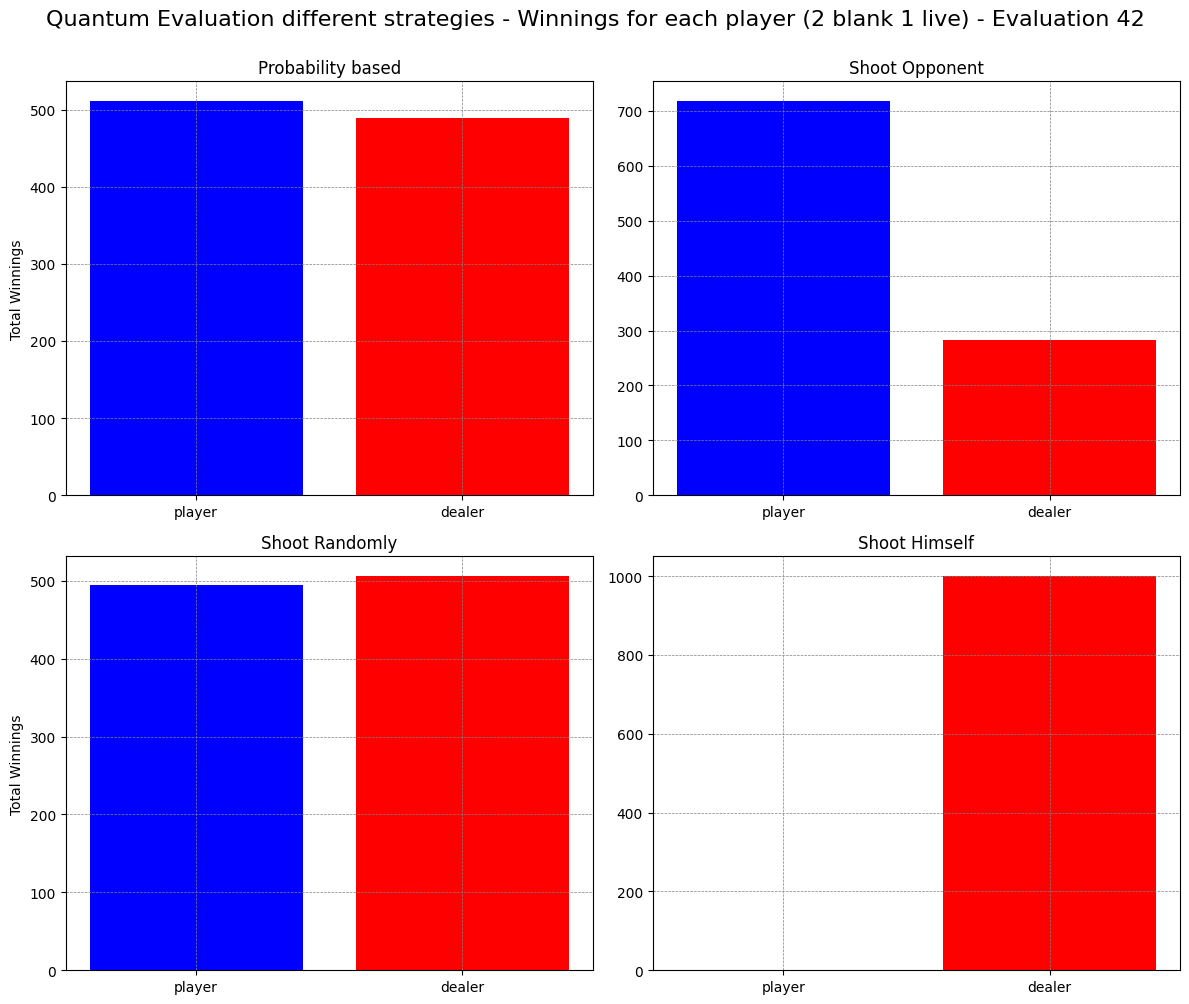 Quantum Evaluation different strategies - Winnings for each player (2 blank 1 live) - Evaluation 42
Probability based
Total Winnings
500
400
300
200
100
0
player dealer
Shoot Opponent
700
600
500
400
300
200
100
0
player dealer
Shoot Randomly
Total Winnings
500
400
300
200
100
0
player dealer
Shoot Himself
1000
800
600
400
200
0
player dealer